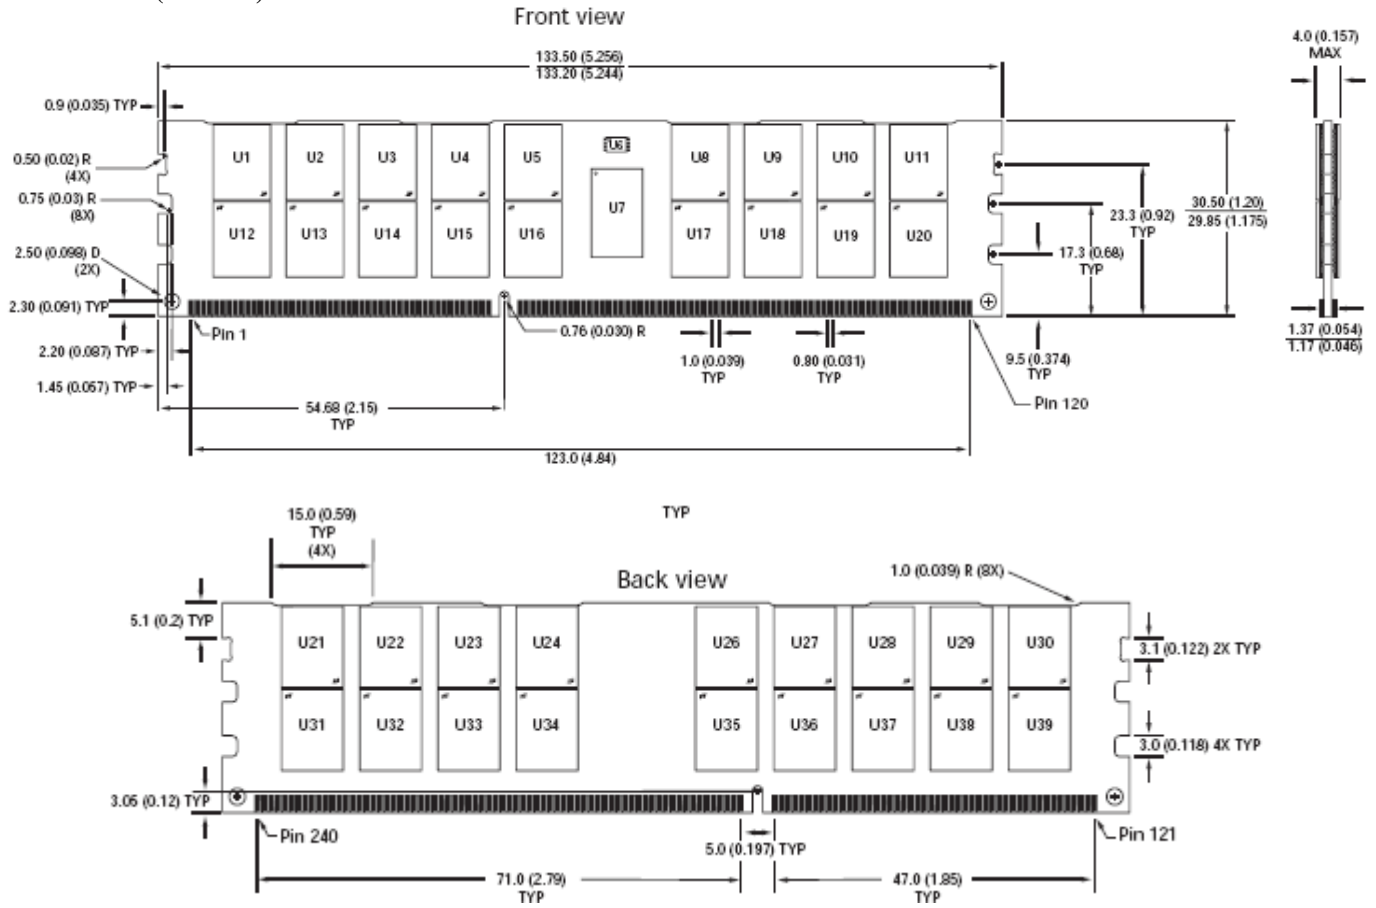 Front view
133.50 (5.256)
133.20 (5.244)
4.0 (0.157)
MAX
0.9 (0.035) TYP
0.50 (0.02) R
(4X)
0.75 (0.03) R
(8X)
2.50 (0.098) D
(2X)
2.30 (0.091) TYP
2.20 (0.087) TYP
1.45 (0.057) TYP
U1 U2 U3 U4 U5 U6 U8 U9 U10 U11
U7
U12 U13 U14 U15 U16 U17 U18 U19 U20
23.3 (0.92)
TYP
30.50 (1.20)
29.85 (1.175)
17.3 (0.68)
TYP
Pin 1
0.76 (0.030) R
1.0 (0.039)
TYP
0.80 (0.031)
TYP
9.5 (0.374)
TYP
1.37 (0.054)
1.17 (0.046)
Pin 120
54.68 (2.15)
TYP
123.0 (4.84)
TYP
15.0 (0.59)
TYP
(4X)
Back view
1.0 (0.039) R (8X)
5.1 (0.2) TYP
U21 U22 U23 U24 U26 U27 U28 U29 U30
3.1 (0.122) 2X TYP
U31 U32 U33 U34 U35 U36 U37 U38 U39
3.0 (0.118) 4X TYP
3.05 (0.12) TYP
Pin 240
Pin 121
5.0 (0.197) TYP
71.0 (2.79)
TYP
47.0 (1.85)
TYP